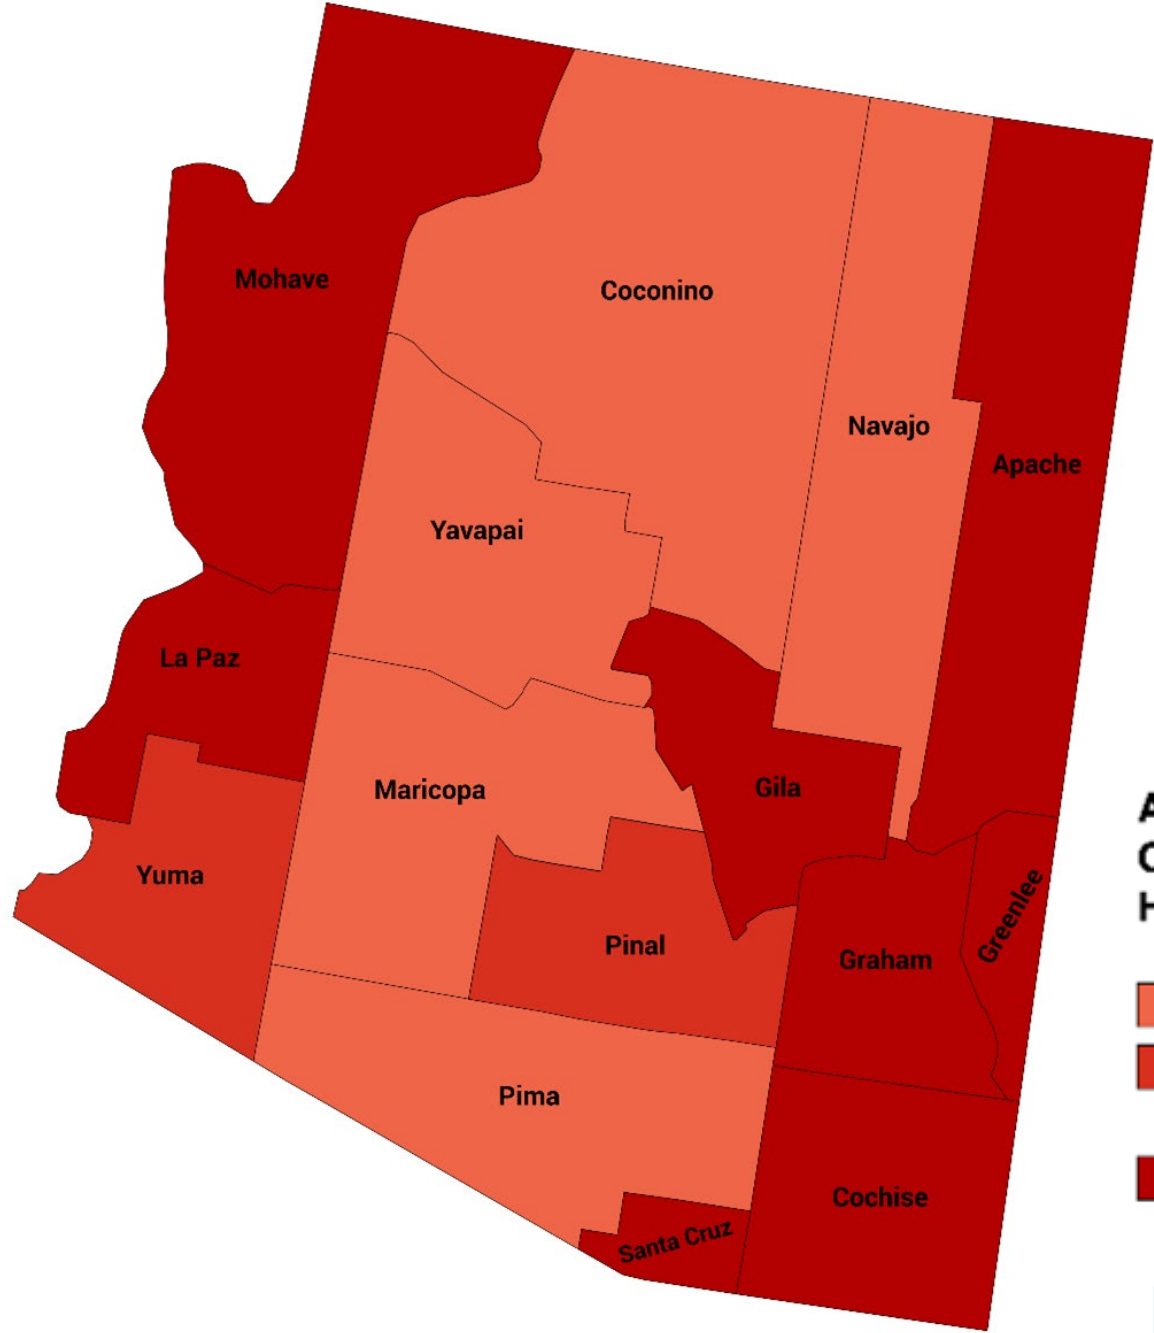 Mohave
Coconino
Navajo
Apache
Yavapai
La Paz
Maricopa
Gila
Yuma
Greenlee
Pinal
Graham
Pima
Cochise
Santa Cruz